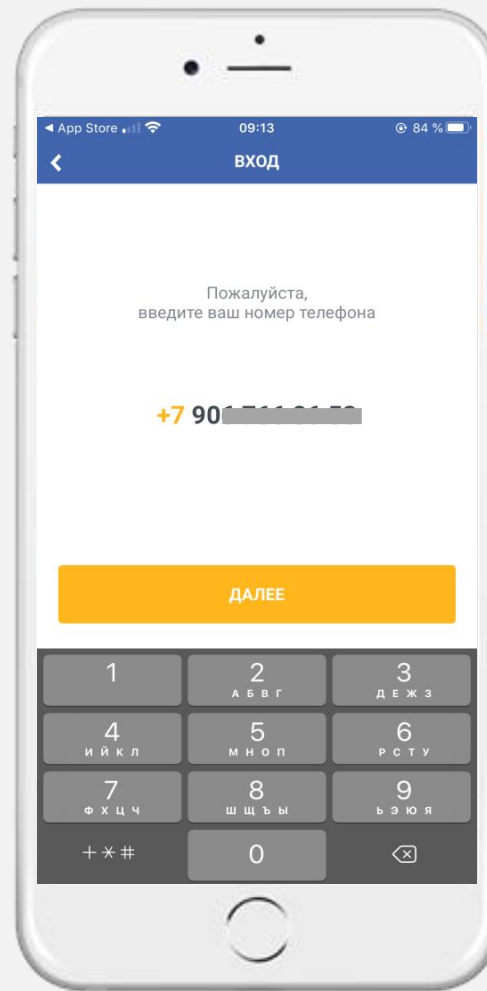 App Store 09:13 84 %
ВХОД
Пожалуйста,
введите ваш номер телефона
+7 90
ДАЛЕЕ
1 2 3
А Б В Г Д Е Ж З
4 5 6
И Й К Л М Н О П Р С Т У
7 8 9
Ф Х Ц Ч Ш Щ Ъ Ы Ь Э Ю Я
+*# 0